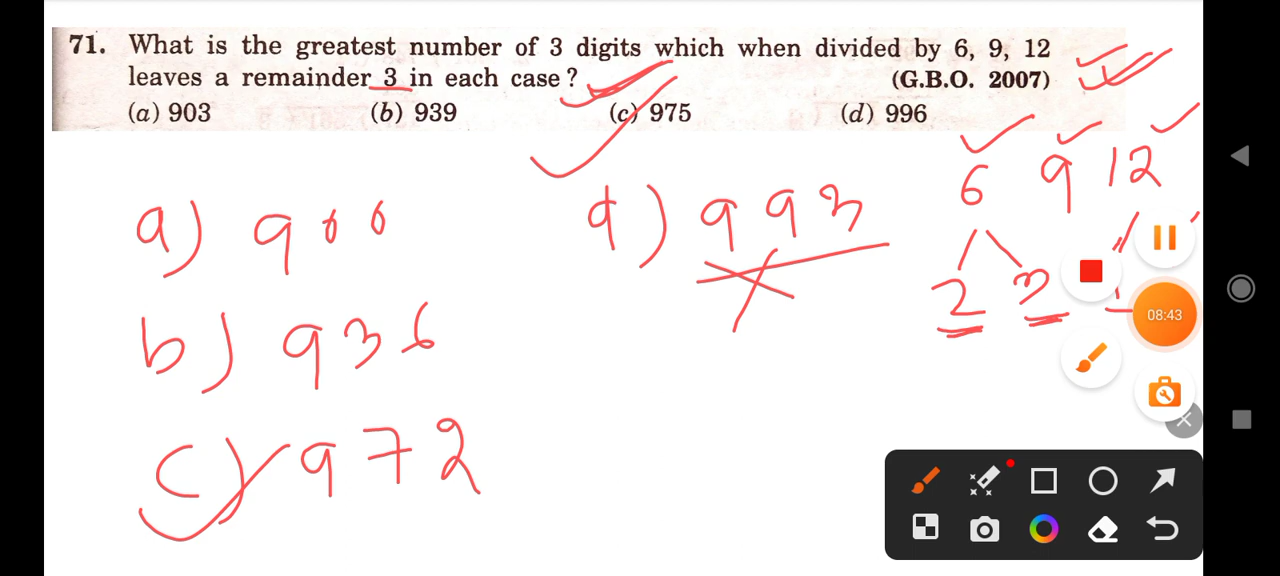 71. What is the greatest number of 3 digits which when divided by 6, 9, 12
leaves a remainder 3 in each case? (G.B.O. 2007)
(a) 903 (b) 939 (c) 975 (d) 996
6 9 12
a) 900 d) 993
2 3
08:43
b) 936
c) 972